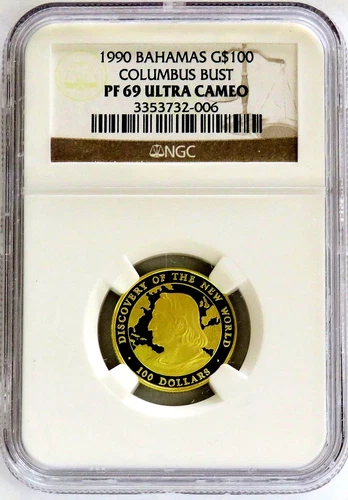 1990 BAHAMAS G$100
COLUMBUS BUST
PF 69 ULTRA CAMEO
3353732-006
NGC
DISCOVERY OF THE NEW WORLD
· 100 DOLLARS ·